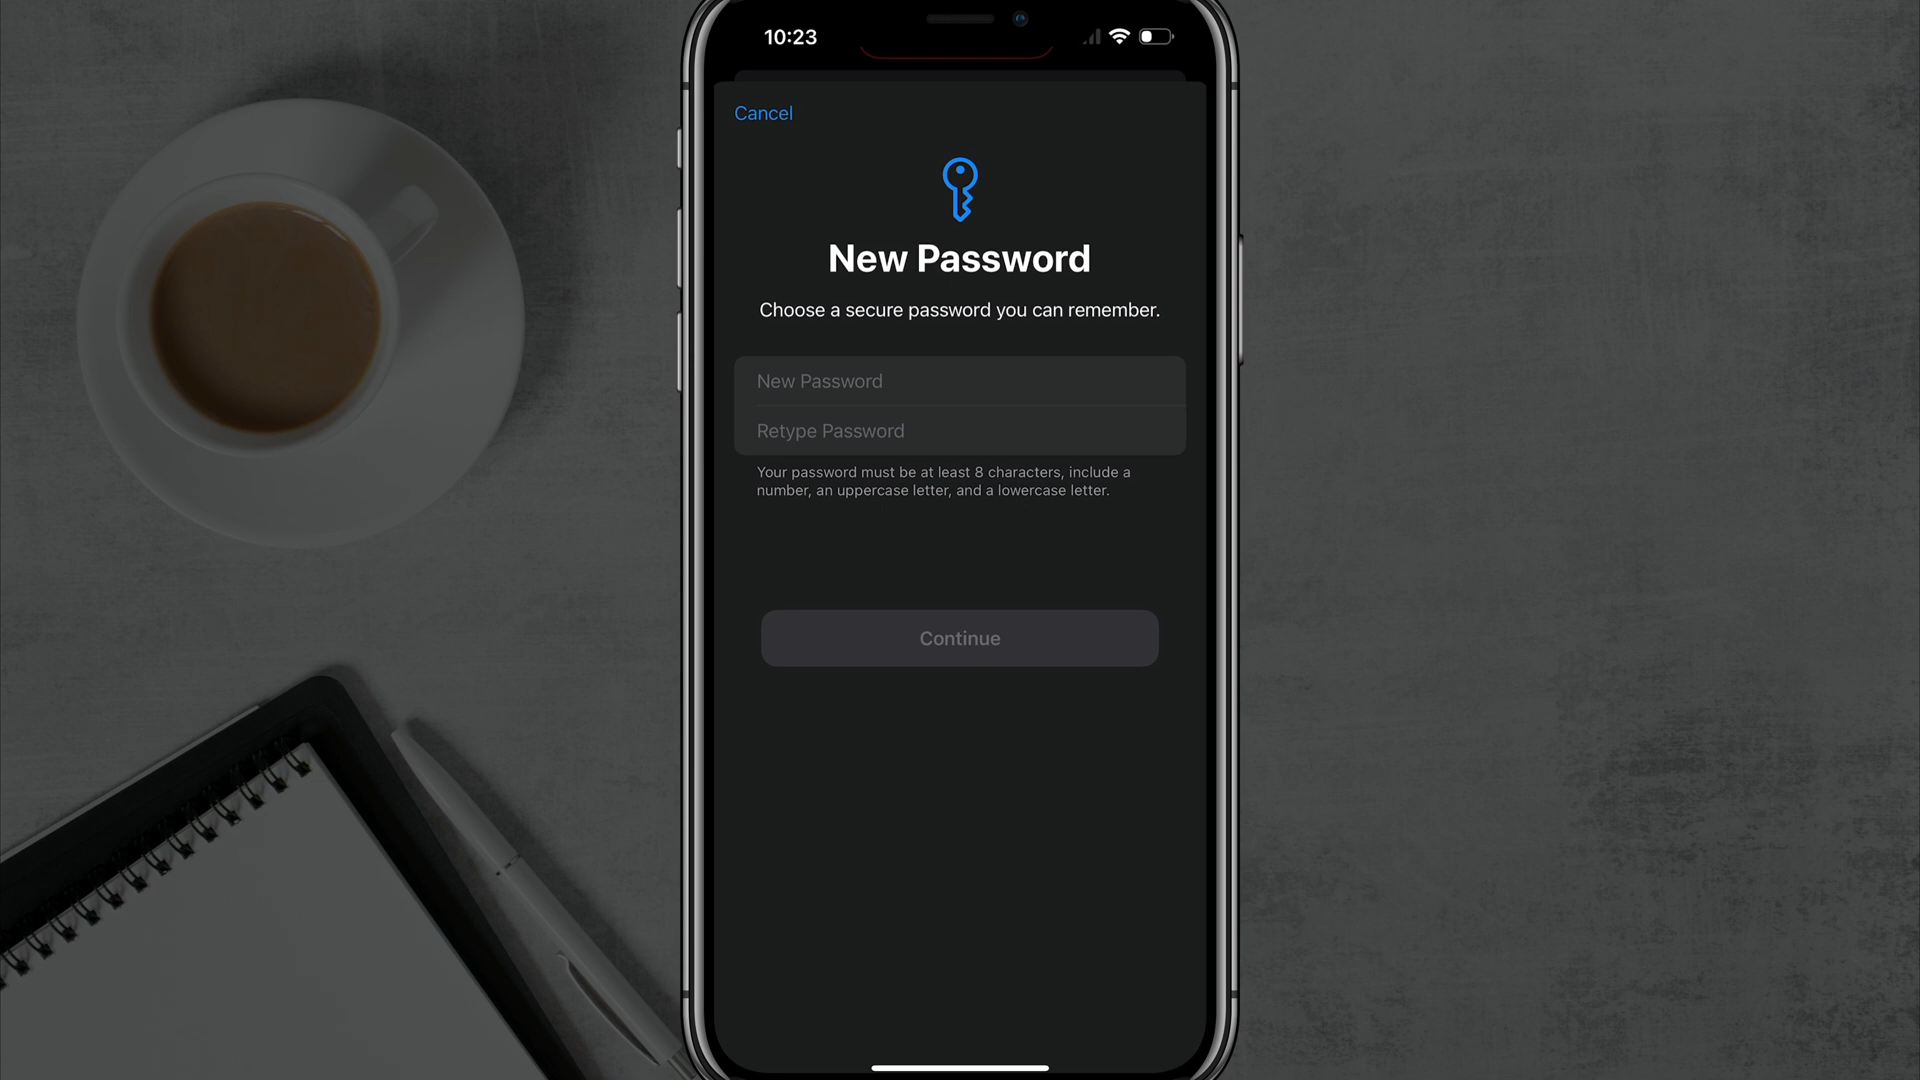 10:23
Cancel
New Password
Choose a secure password you can remember.
New Password
Retype Password
Your password must be at least 8 characters, include a
number, an uppercase letter, and a lowercase letter.
Continue